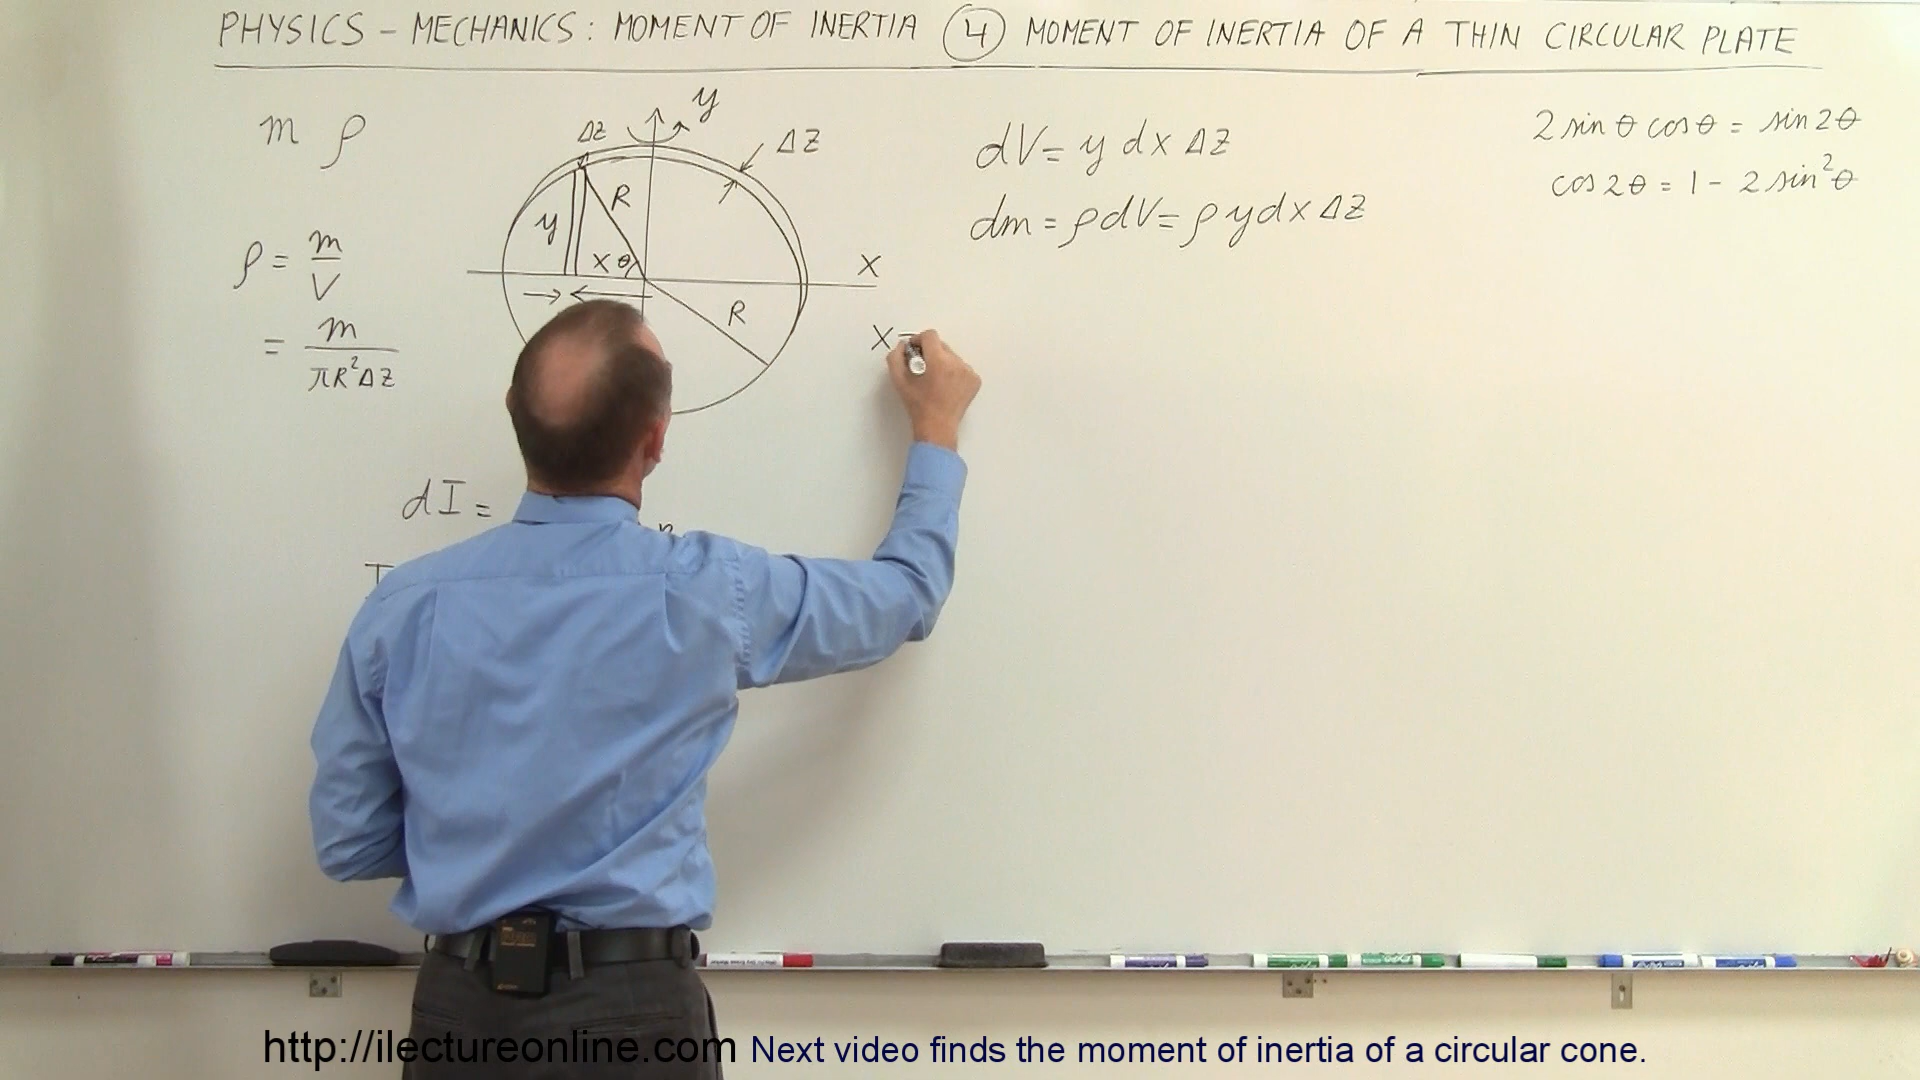 PHYSICS - MECHANICS: MOMENT OF INERTIA ④ MOMENT OF INERTIA OF A THIN CIRCULAR PLATE
m ρ
ρ = m/V
= m/πR²ΔZ
y
ΔZ
ΔZ
R
y
X θ
X
R
dV = y dx ΔZ
dm = ρdV = ρ y dx ΔZ
X =
2 sin θ cos θ = sin 2θ
cos 2θ = 1 - 2 sin²θ
dI =
http://ilectureonline.com Next video finds the moment of inertia of a circular cone.